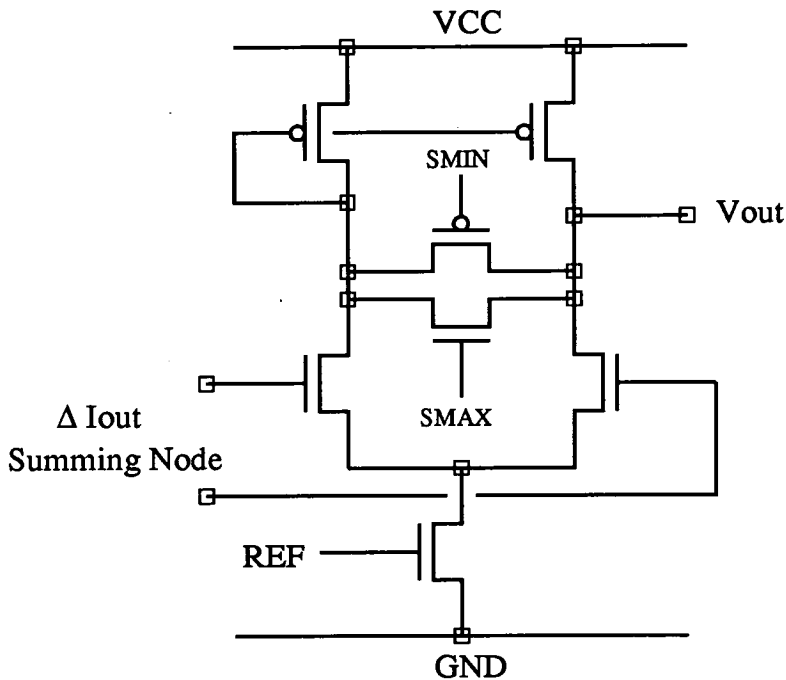 VCC
SMIN
Vout
Δ Iout
Summing Node
SMAX
REF
GND